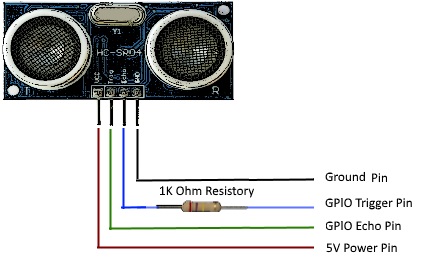 Y1
HC-SR04
VCC
Trig
Echo
GND
R
Ground Pin
1K Ohm Resistory
GPIO Trigger Pin
GPIO Echo Pin
5V Power Pin